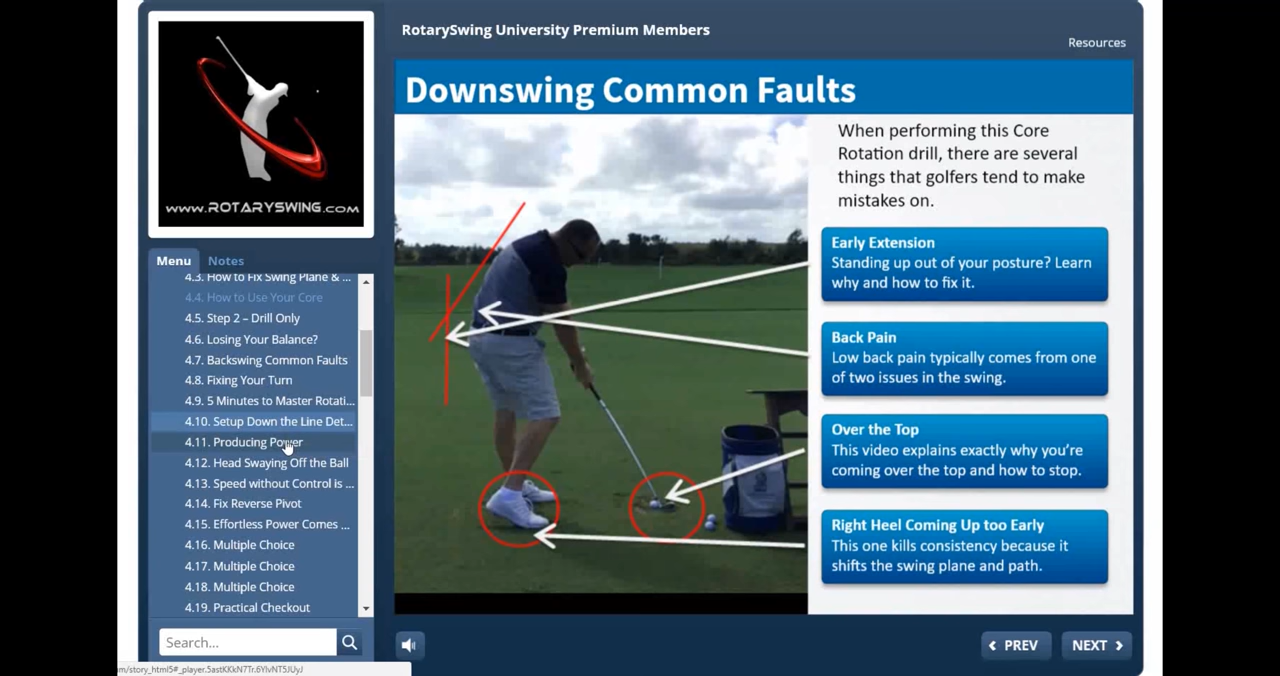 RotarySwing University Premium Members
Resources
WWW.ROTARYSWING.COM
Menu
Notes
4.3. How to Fix Swing Plane & ...
4.4. How to Use Your Core
4.5. Step 2 – Drill Only
4.6. Losing Your Balance?
4.7. Backswing Common Faults
4.8. Fixing Your Turn
4.9. 5 Minutes to Master Rotati...
4.10. Setup Down the Line Det...
4.11. Producing Power
4.12. Head Swaying Off the Ball
4.13. Speed without Control is ...
4.14. Fix Reverse Pivot
4.15. Effortless Power Comes ...
4.16. Multiple Choice
4.17. Multiple Choice
4.18. Multiple Choice
4.19. Practical Checkout
Search...
Downswing Common Faults
When performing this Core
Rotation drill, there are several
things that golfers tend to make
mistakes on.
Early Extension
Standing up out of your posture? Learn
why and how to fix it.
Back Pain
Low back pain typically comes from one
of two issues in the swing.
Over the Top
This video explains exactly why you're
coming over the top and how to stop.
Right Heel Coming Up too Early
This one kills consistency because it
shifts the swing plane and path.
PREV
NEXT